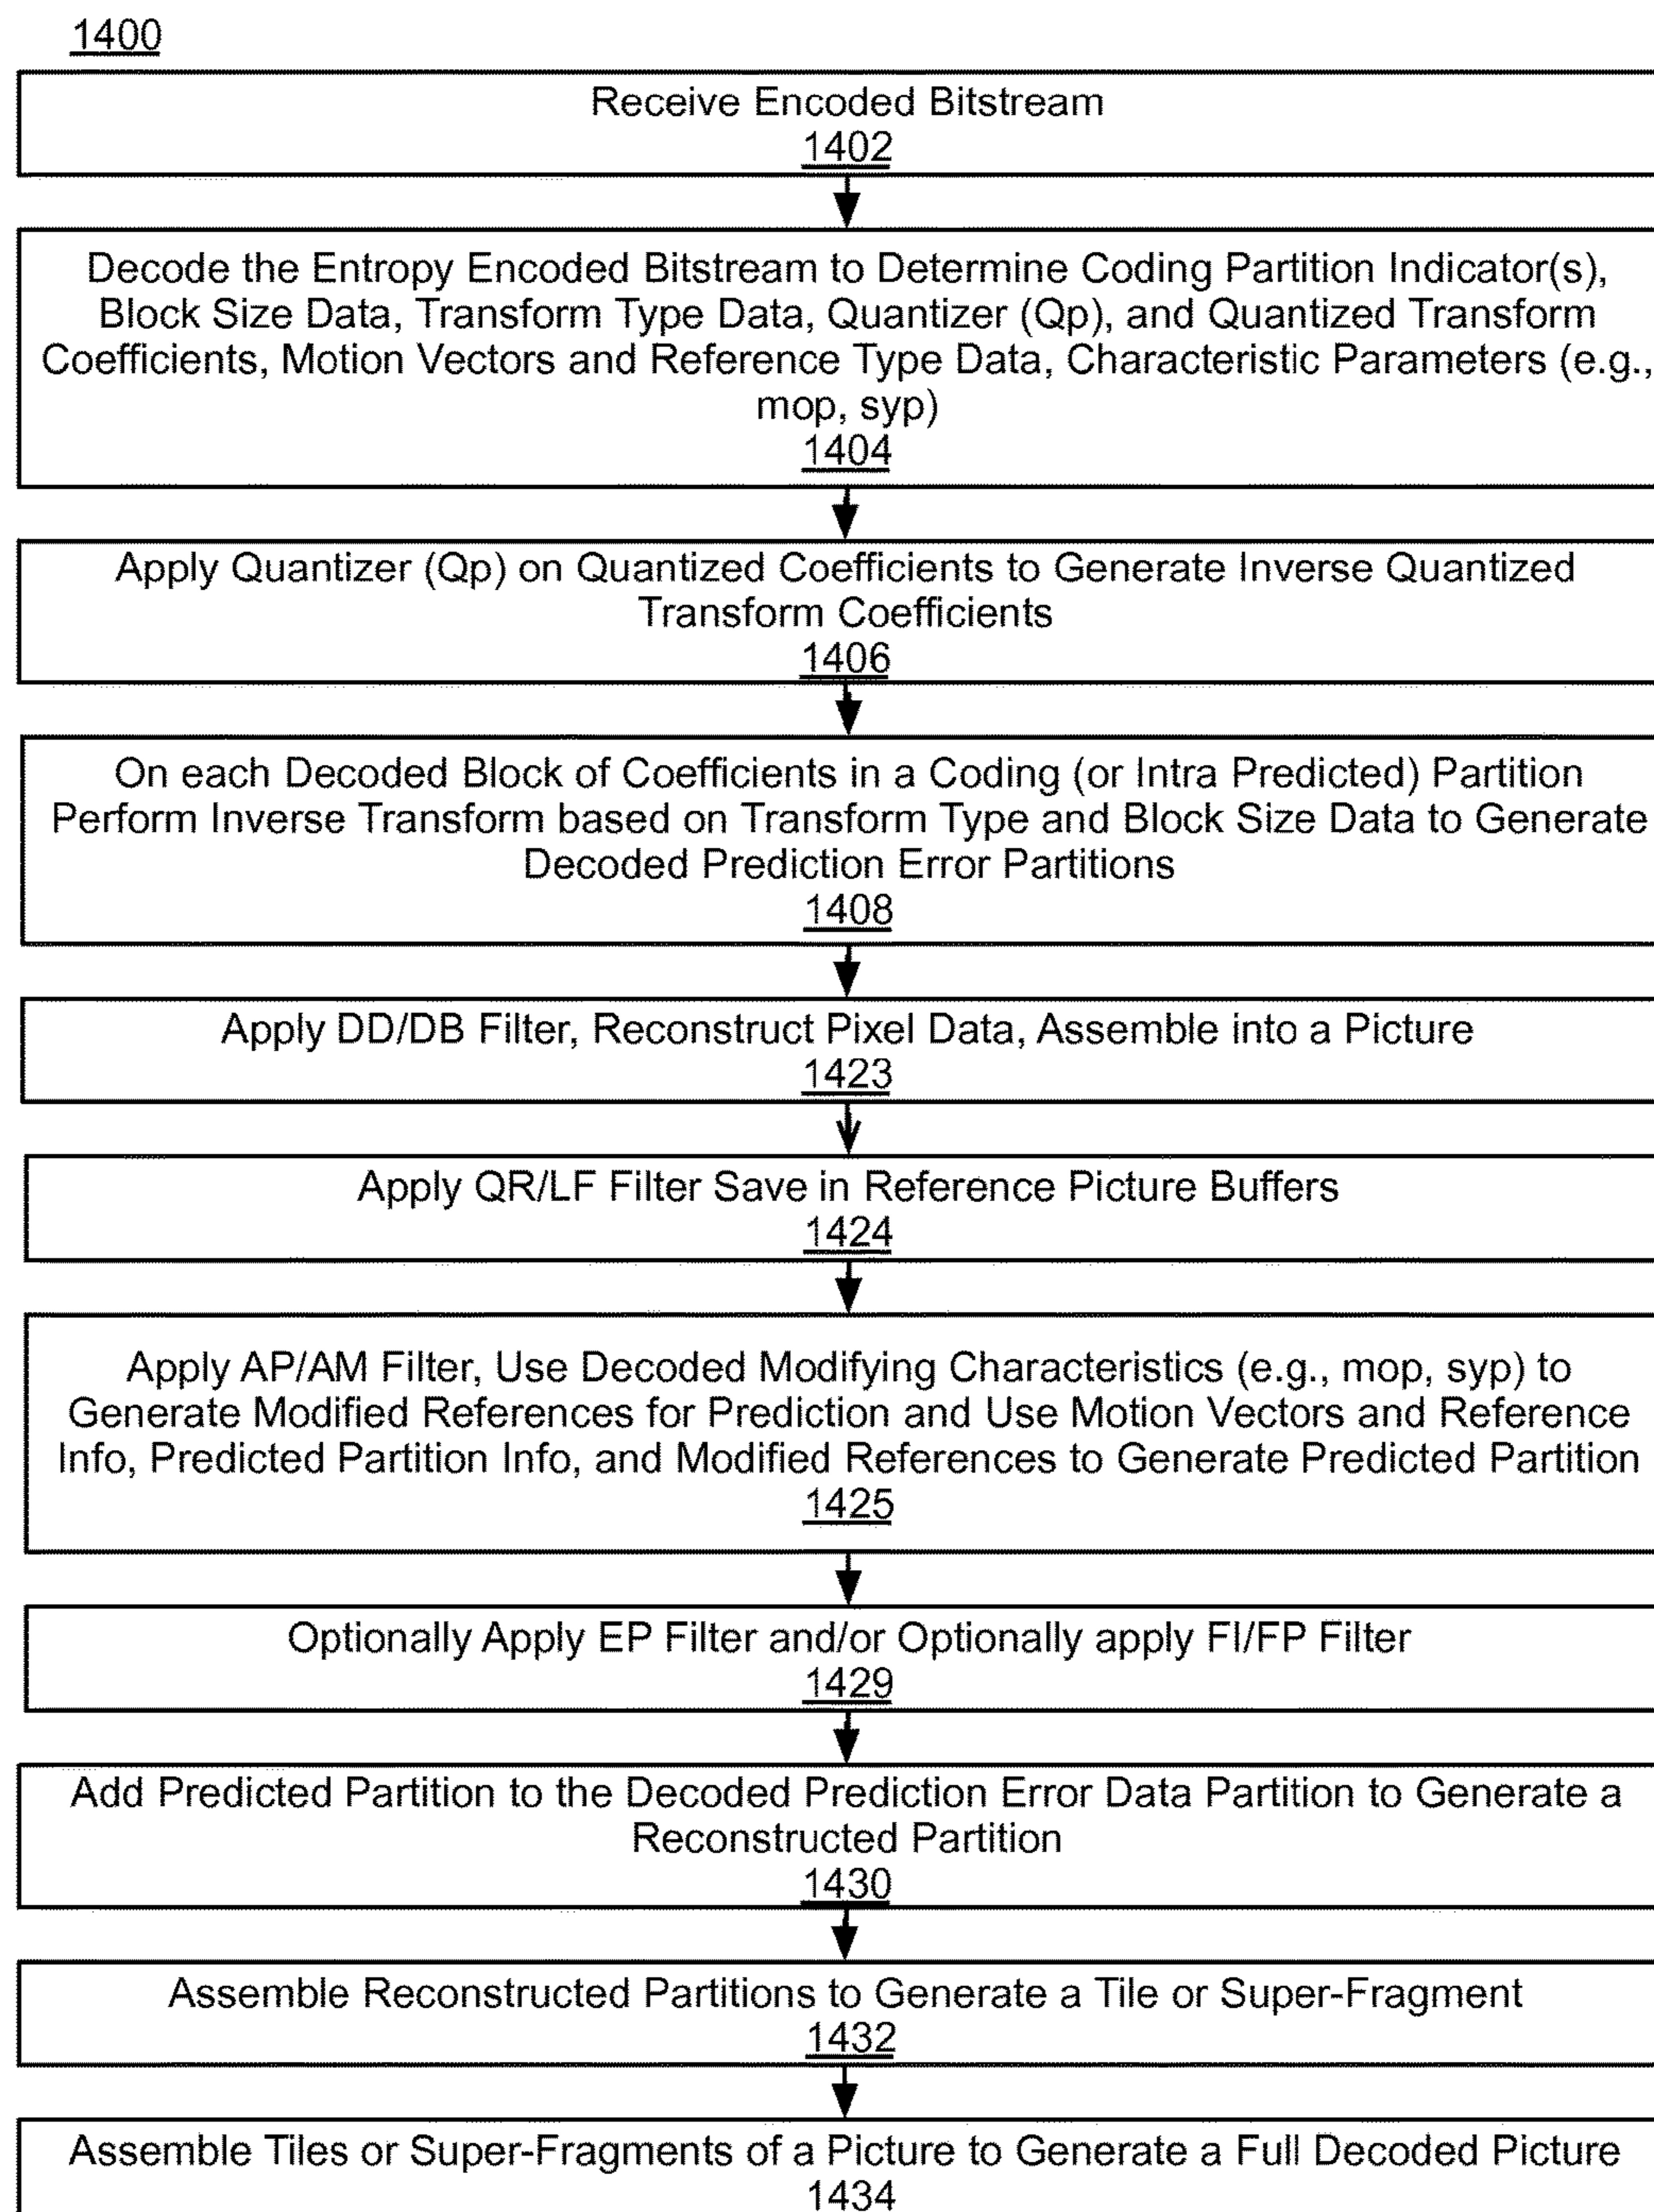 1400
Receive Encoded Bitstream
1402
Decode the Entropy Encoded Bitstream to Determine Coding Partition Indicator(s),
Block Size Data, Transform Type Data, Quantizer (Qp), and Quantized Transform
Coefficients, Motion Vectors and Reference Type Data, Characteristic Parameters (e.g.,
mop, syp)
1404
Apply Quantizer (Qp) on Quantized Coefficients to Generate Inverse Quantized
Transform Coefficients
1406
On each Decoded Block of Coefficients in a Coding (or Intra Predicted) Partition
Perform Inverse Transform based on Transform Type and Block Size Data to Generate
Decoded Prediction Error Partitions
1408
Apply DD/DB Filter, Reconstruct Pixel Data, Assemble into a Picture
1423
Apply QR/LF Filter Save in Reference Picture Buffers
1424
Apply AP/AM Filter, Use Decoded Modifying Characteristics (e.g., mop, syp) to
Generate Modified References for Prediction and Use Motion Vectors and Reference
Info, Predicted Partition Info, and Modified References to Generate Predicted Partition
1425
Optionally Apply EP Filter and/or Optionally apply FI/FP Filter
1429
Add Predicted Partition to the Decoded Prediction Error Data Partition to Generate a
Reconstructed Partition
1430
Assemble Reconstructed Partitions to Generate a Tile or Super-Fragment
1432
Assemble Tiles or Super-Fragments of a Picture to Generate a Full Decoded Picture
1434